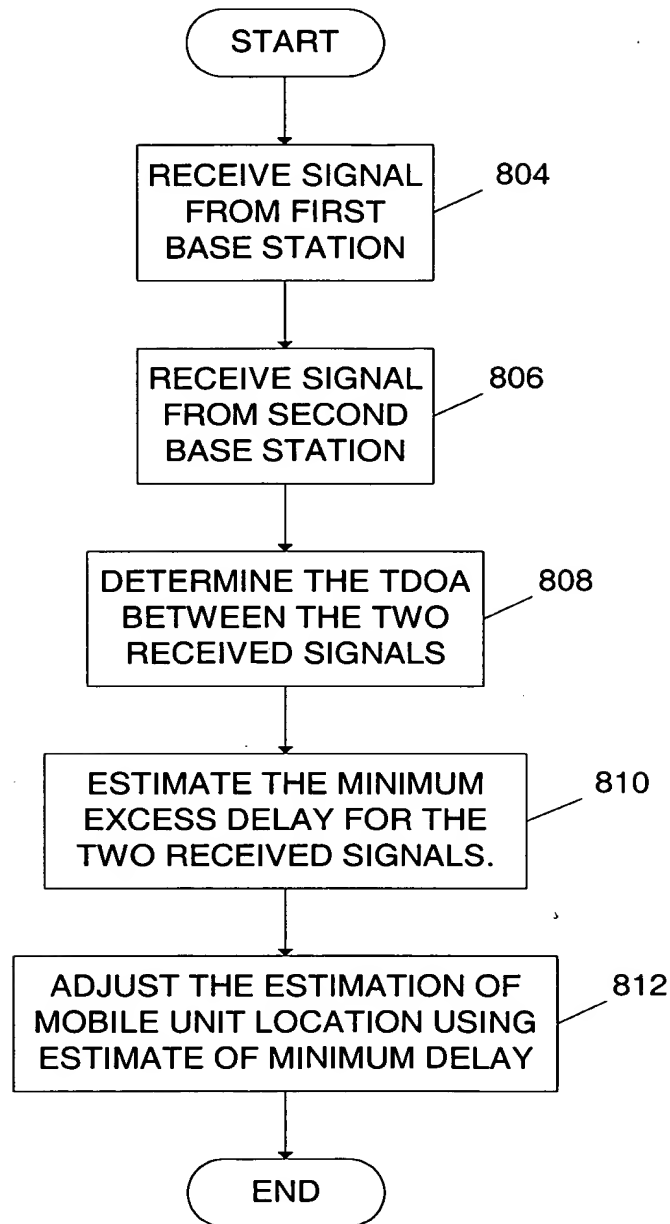 START
RECEIVE SIGNAL
FROM FIRST
BASE STATION
804
RECEIVE SIGNAL
FROM SECOND
BASE STATION
806
DETERMINE THE TDOA
BETWEEN THE TWO
RECEIVED SIGNALS
808
ESTIMATE THE MINIMUM
EXCESS DELAY FOR THE
TWO RECEIVED SIGNALS.
810
ADJUST THE ESTIMATION OF
MOBILE UNIT LOCATION USING
ESTIMATE OF MINIMUM DELAY
812
END